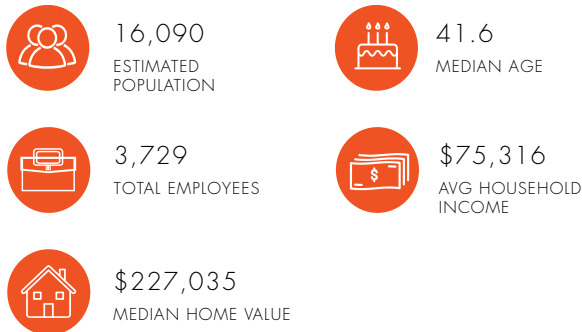 16,090
ESTIMATED
POPULATION
41.6
MEDIAN AGE
3,729
TOTAL EMPLOYEES
$
$75,316
AVG HOUSEHOLD
INCOME
$227,035
MEDIAN HOME VALUE